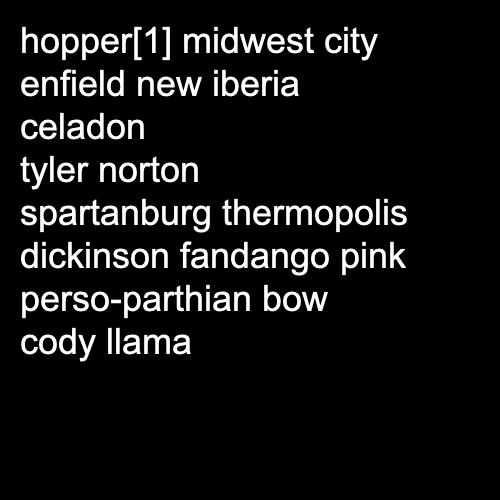 hopper[1] midwest city
enfield new iberia
celadon
tyler norton
spartanburg thermopolis
dickinson fandango pink
perso-parthian bow
cody llama